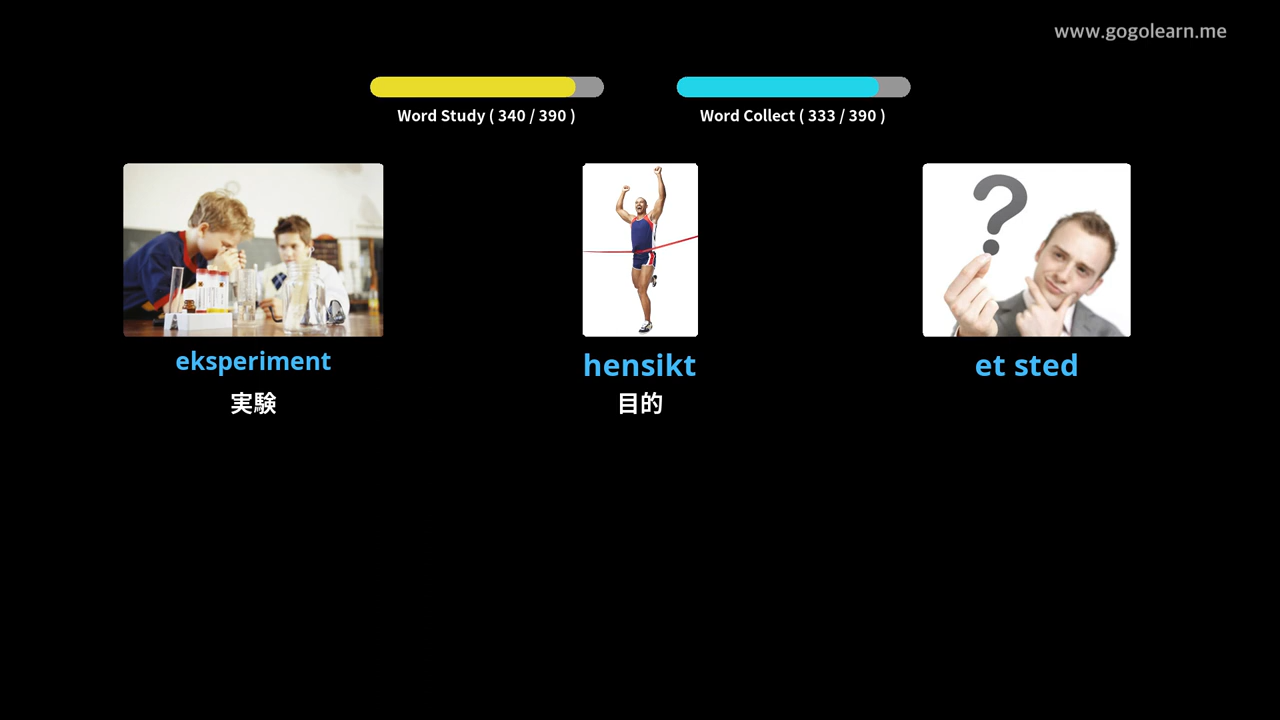 www.gogolearn.me
Word Study ( 340 / 390 )
Word Collect ( 333 / 390 )
eksperiment
hensikt
et sted
実験
目的